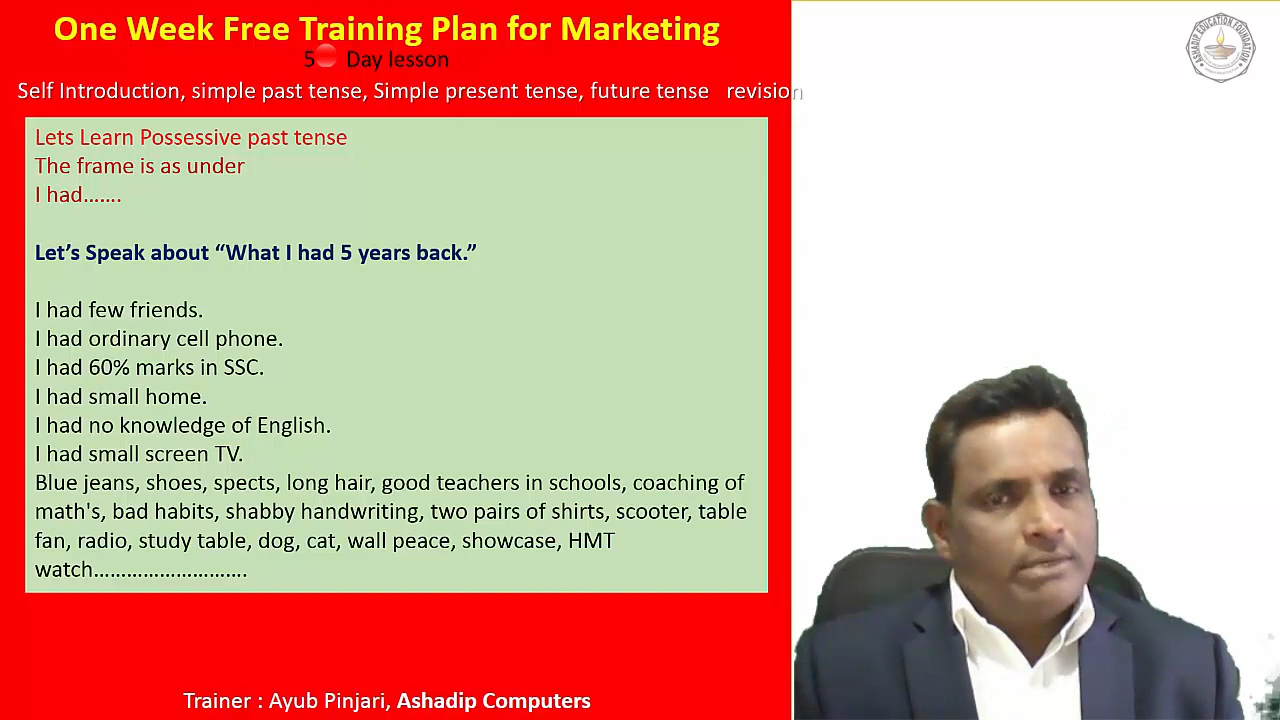 One Week Free Training Plan for Marketing
5 Day lesson
Self Introduction, simple past tense, Simple present tense, future tense revision
Lets Learn Possessive past tense
The frame is as under
I had…….
Let’s Speak about “What I had 5 years back.”
I had few friends.
I had ordinary cell phone.
I had 60% marks in SSC.
I had small home.
I had no knowledge of English.
I had small screen TV.
Blue jeans, shoes, spects, long hair, good teachers in schools, coaching of
math's, bad habits, shabby handwriting, two pairs of shirts, scooter, table
fan, radio, study table, dog, cat, wall peace, showcase, HMT
watch……………………….
Trainer : Ayub Pinjari, Ashadip Computers
ASHADIP EDUCATION FOUNDATION